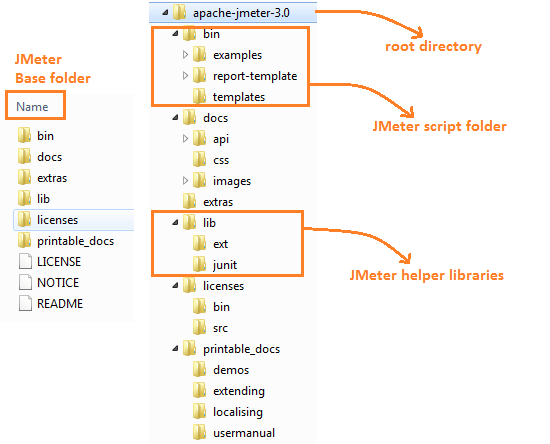 JMeter
Base folder
Name
bin
docs
extras
lib
licenses
printable_docs
LICENSE
NOTICE
README
apache-jmeter-3.0
bin
examples
report-template
templates
docs
api
css
images
extras
lib
ext
junit
licenses
bin
src
printable_docs
demos
extending
localising
usermanual
root directory
JMeter script folder
JMeter helper libraries